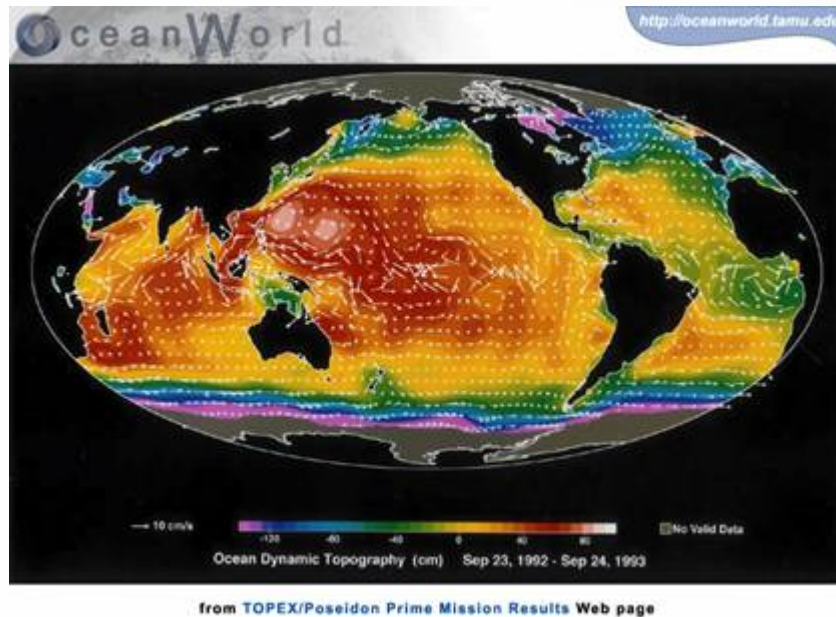 OceanWorld
http://oceanworld.tamu.edu
10 cm/s
-120 -80 -40 0 40 80
No Valid Data
Ocean Dynamic Topography (cm) Sep 23, 1992 - Sep 24, 1993
from TOPEX/Poseidon Prime Mission Results Web page